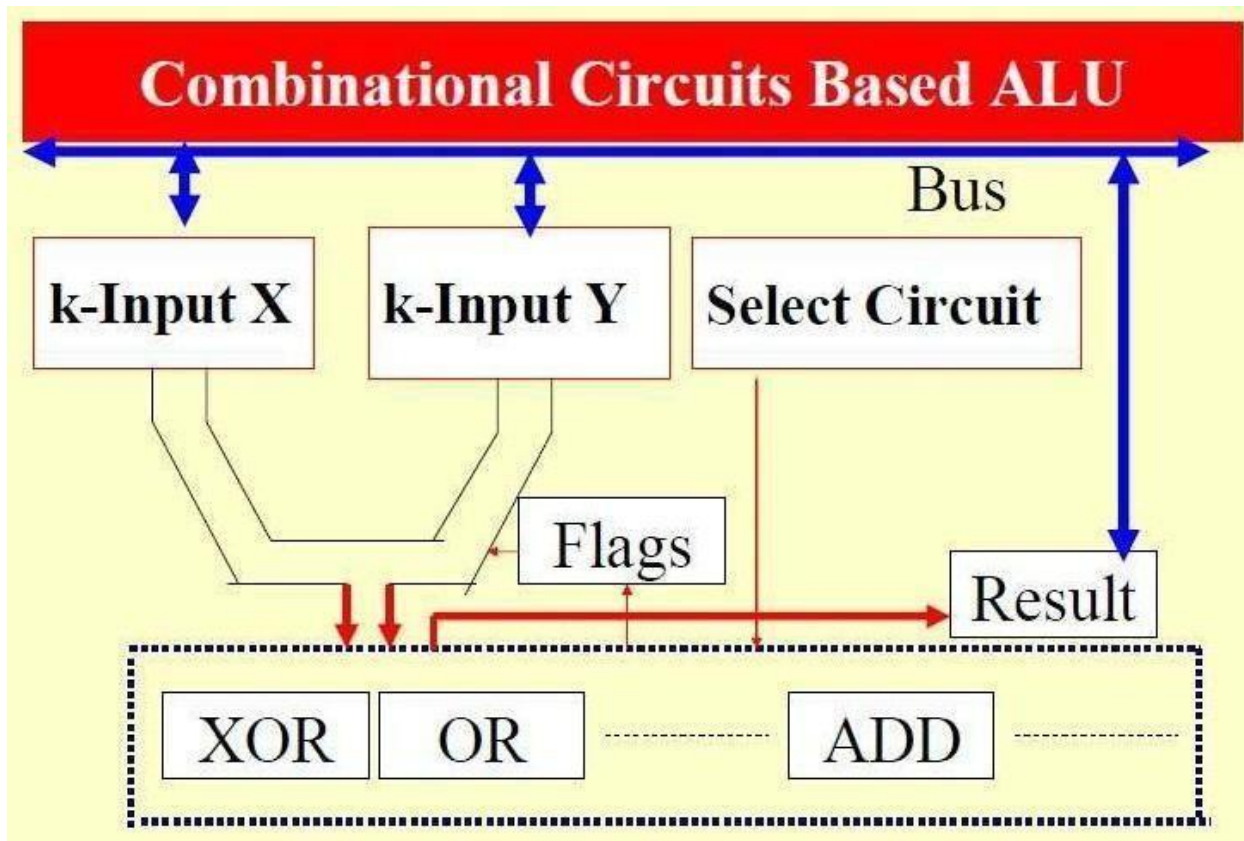 Combinational Circuits Based ALU
Bus
k-Input X
k-Input Y
Select Circuit
Flags
Result
XOR
OR
ADD